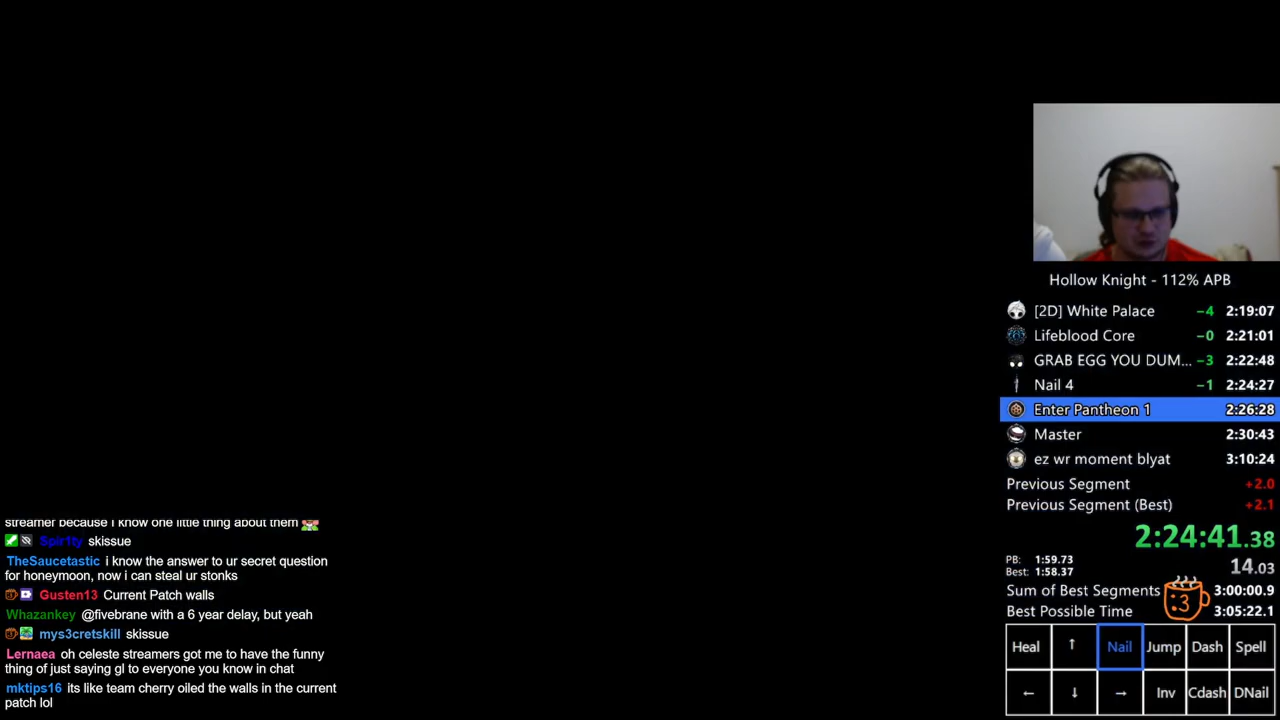 Hollow Knight - 112% APB
[2D] White Palace -4 2:19:07
Lifeblood Core -0 2:21:01
GRAB EGG YOU DUM... -3 2:22:48
Nail 4 -1 2:24:27
Enter Pantheon 1 2:26:28
Master 2:30:43
ez wr moment blyat 3:10:24
Previous Segment +2.0
Previous Segment (Best) +2.1
2:24:41.38
PB: 1:59.73
Best: 1:58.37
14.03
Sum of Best Segments 3:00:00.9
Best Possible Time 3:05:22.1
:3
Heal ↑ Nail Jump Dash Spell
← ↓ → Inv Cdash DNail
streamer because i know one little thing about them
Spir1ty skissue
TheSaucetastic i know the answer to ur secret question
for honeymoon, now i can steal ur stonks
Gusten13 Current Patch walls
Whazankey @fivebrane with a 6 year delay, but yeah
mys3cretskill skissue
Lernaea oh celeste streamers got me to have the funny
thing of just saying gl to everyone you know in chat
mktips16 its like team cherry oiled the walls in the current
patch lol